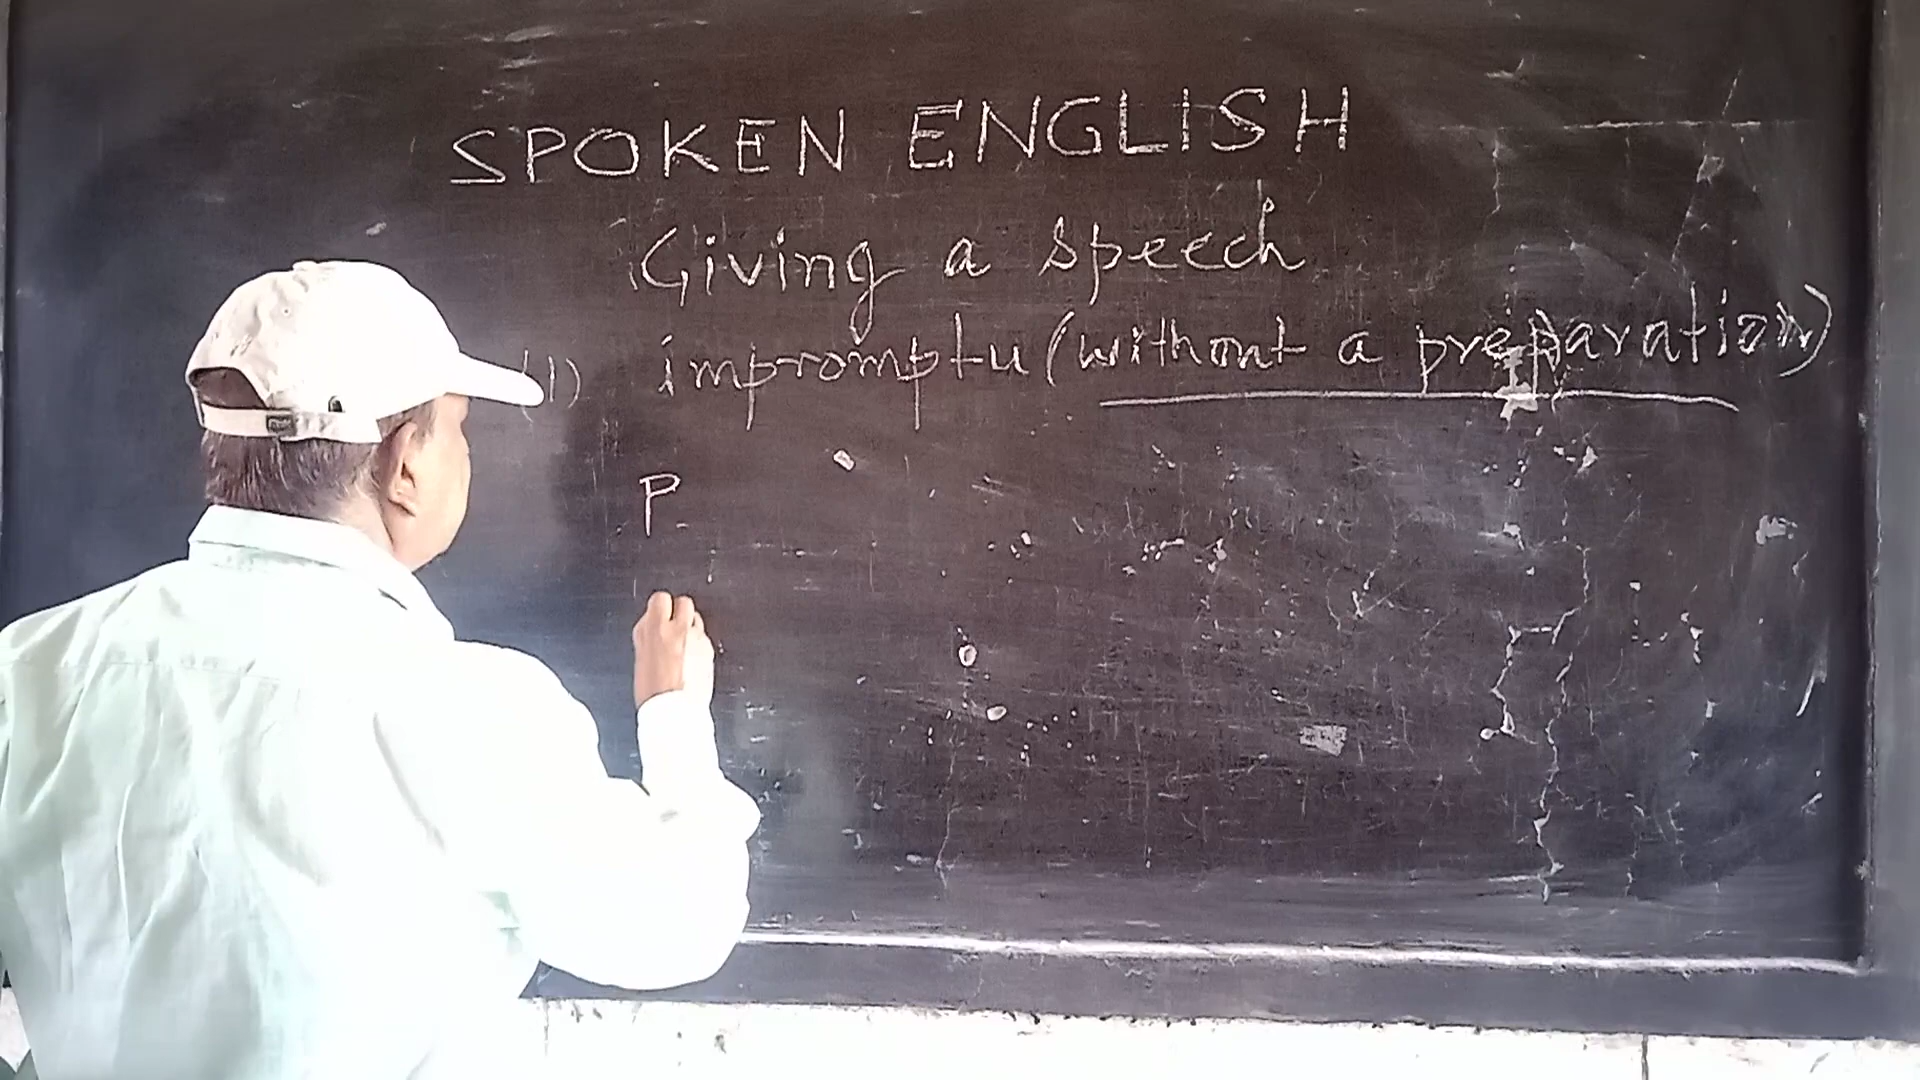 SPOKEN ENGLISH
Giving a speech
(1) impromptu (without a preparation)
P